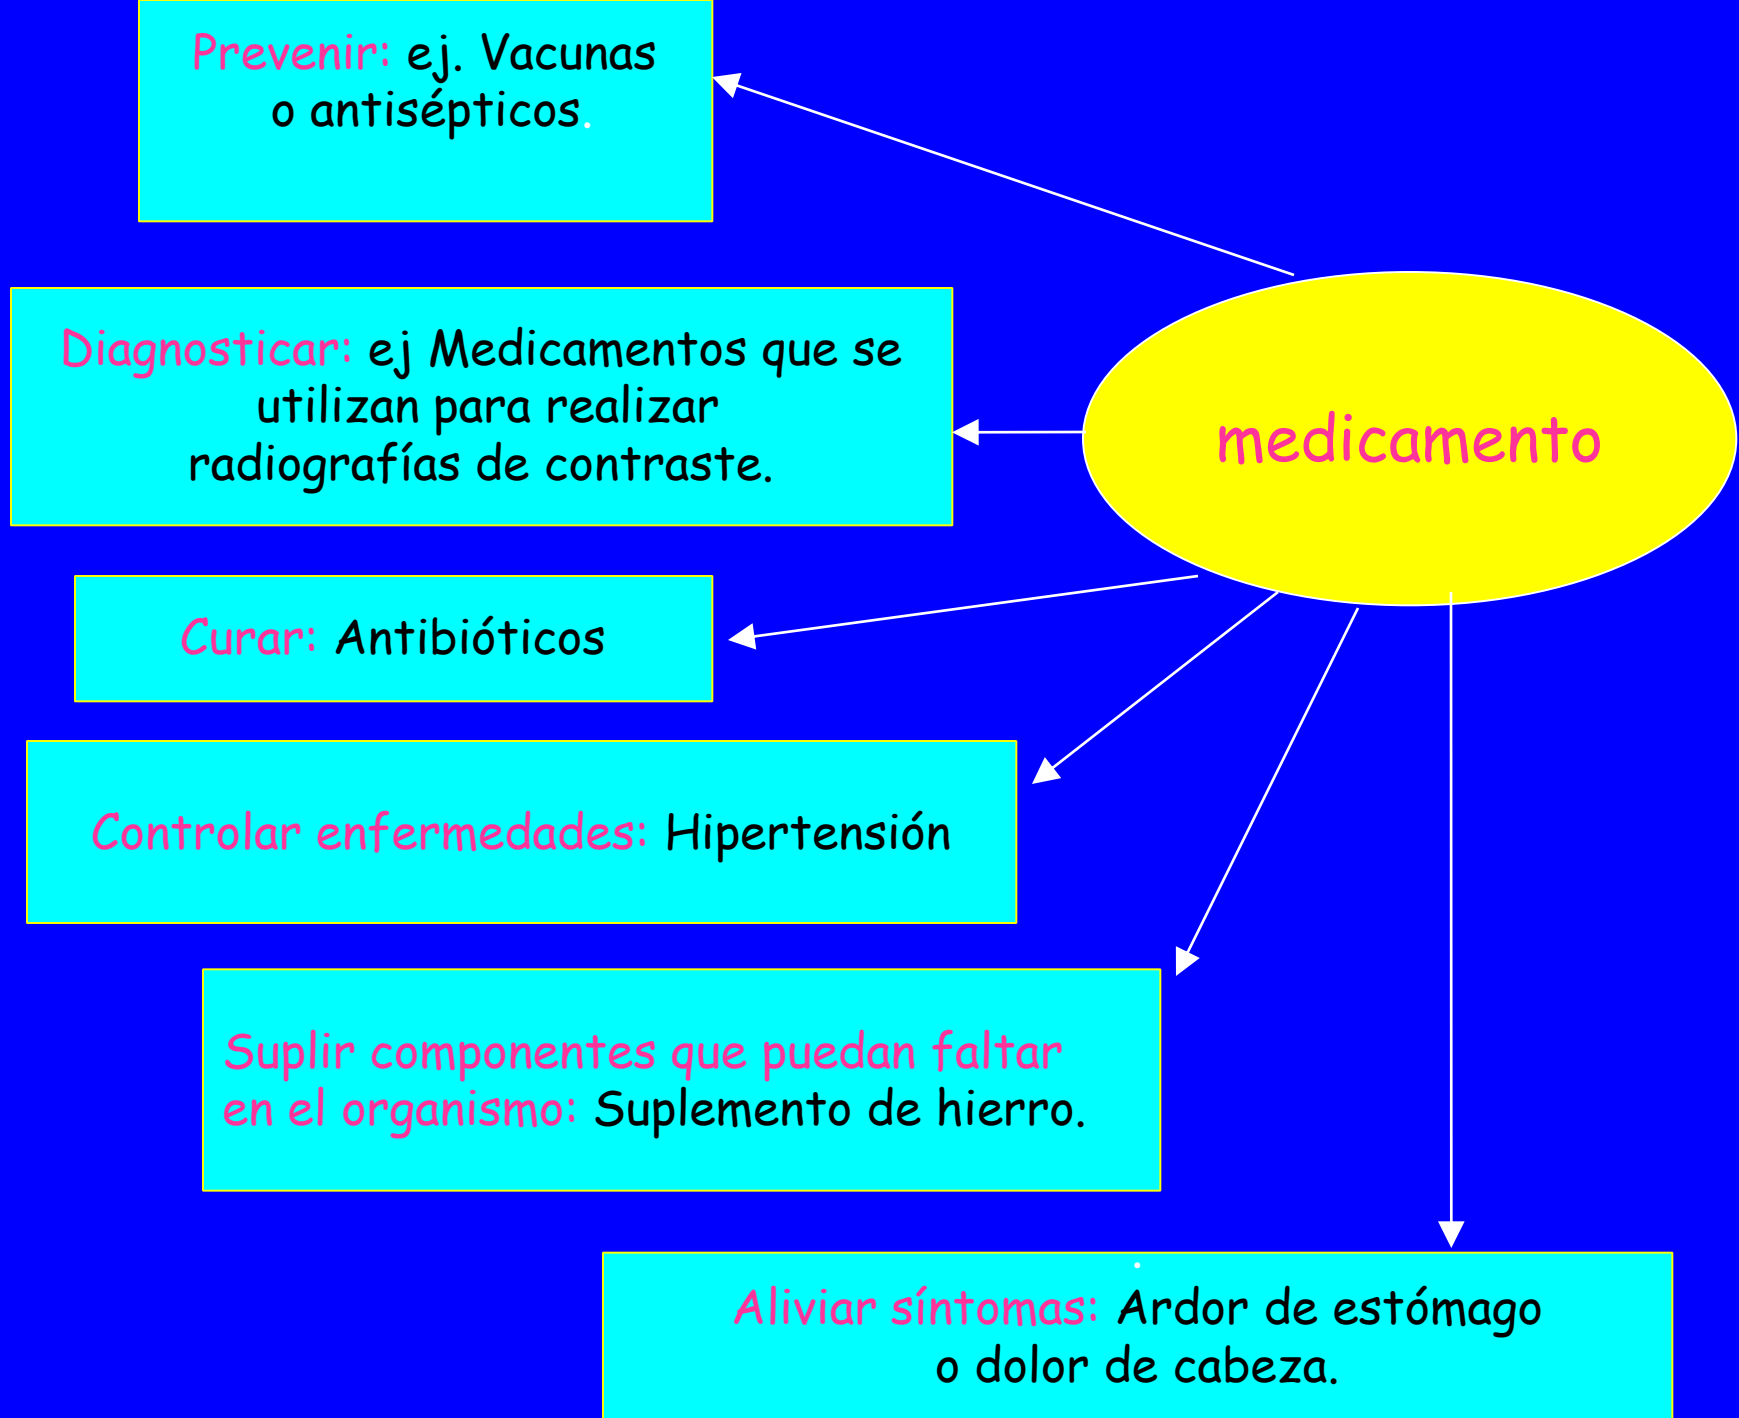 Prevenir: ej. Vacunas
o antisépticos.
Diagnosticar: ej Medicamentos que se
utilizan para realizar
radiografías de contraste.
medicamento
Curar: Antibióticos
Controlar enfermedades: Hipertensión
Suplir componentes que puedan faltar
en el organismo: Suplemento de hierro.
.
Aliviar síntomas: Ardor de estómago
o dolor de cabeza.